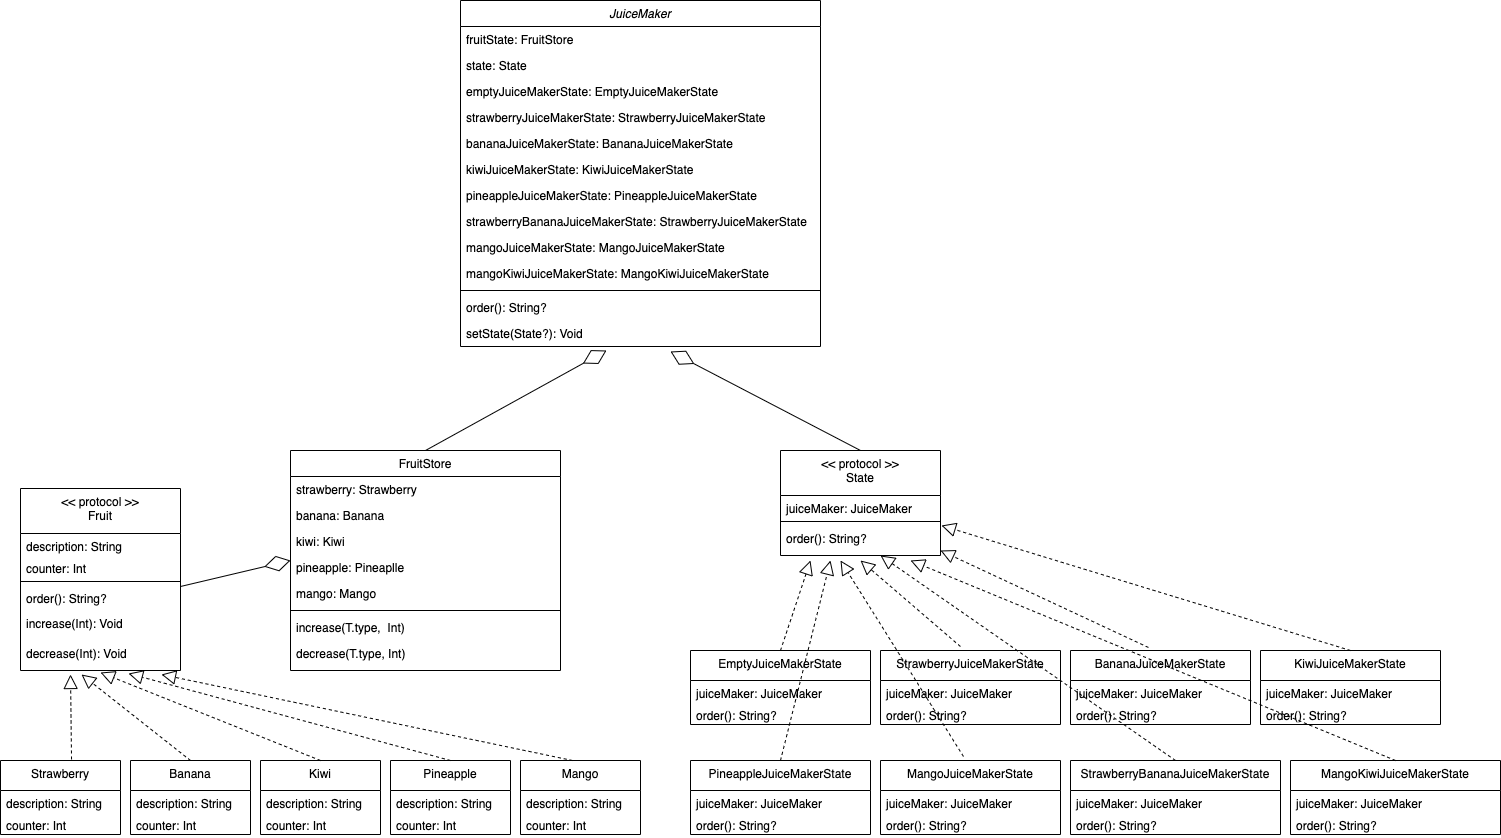 JuiceMaker
fruitState: FruitStore
state: State
emptyJuiceMakerState: EmptyJuiceMakerState
strawberryJuiceMakerState: StrawberryJuiceMakerState
bananaJuiceMakerState: BananaJuiceMakerState
kiwiJuiceMakerState: KiwiJuiceMakerState
pineappleJuiceMakerState: PineappleJuiceMakerState
strawberryBananaJuiceMakerState: StrawberryJuiceMakerState
mangoJuiceMakerState: MangoJuiceMakerState
mangoKiwiJuiceMakerState: MangoKiwiJuiceMakerState
order(): String?
setState(State?): Void
<< protocol >>
Fruit
description: String
counter: Int
order(): String?
increase(Int): Void
decrease(Int): Void
FruitStore
strawberry: Strawberry
banana: Banana
kiwi: Kiwi
pineapple: Pineaplle
mango: Mango
increase(T.type, Int)
decrease(T.type, Int)
<< protocol >>
State
juiceMaker: JuiceMaker
order(): String?
Strawberry
description: String
counter: Int
Banana
description: String
counter: Int
Kiwi
description: String
counter: Int
Pineapple
description: String
counter: Int
Mango
description: String
counter: Int
EmptyJuiceMakerState
juiceMaker: JuiceMaker
order(): String?
StrawberryJuiceMakerState
juiceMaker: JuiceMaker
order(): String?
BananaJuiceMakerState
juiceMaker: JuiceMaker
order(): String?
KiwiJuiceMakerState
juiceMaker: JuiceMaker
order(): String?
PineappleJuiceMakerState
juiceMaker: JuiceMaker
order(): String?
MangoJuiceMakerState
juiceMaker: JuiceMaker
order(): String?
StrawberryBananaJuiceMakerState
juiceMaker: JuiceMaker
order(): String?
MangoKiwiJuiceMakerState
juiceMaker: JuiceMaker
order(): String?